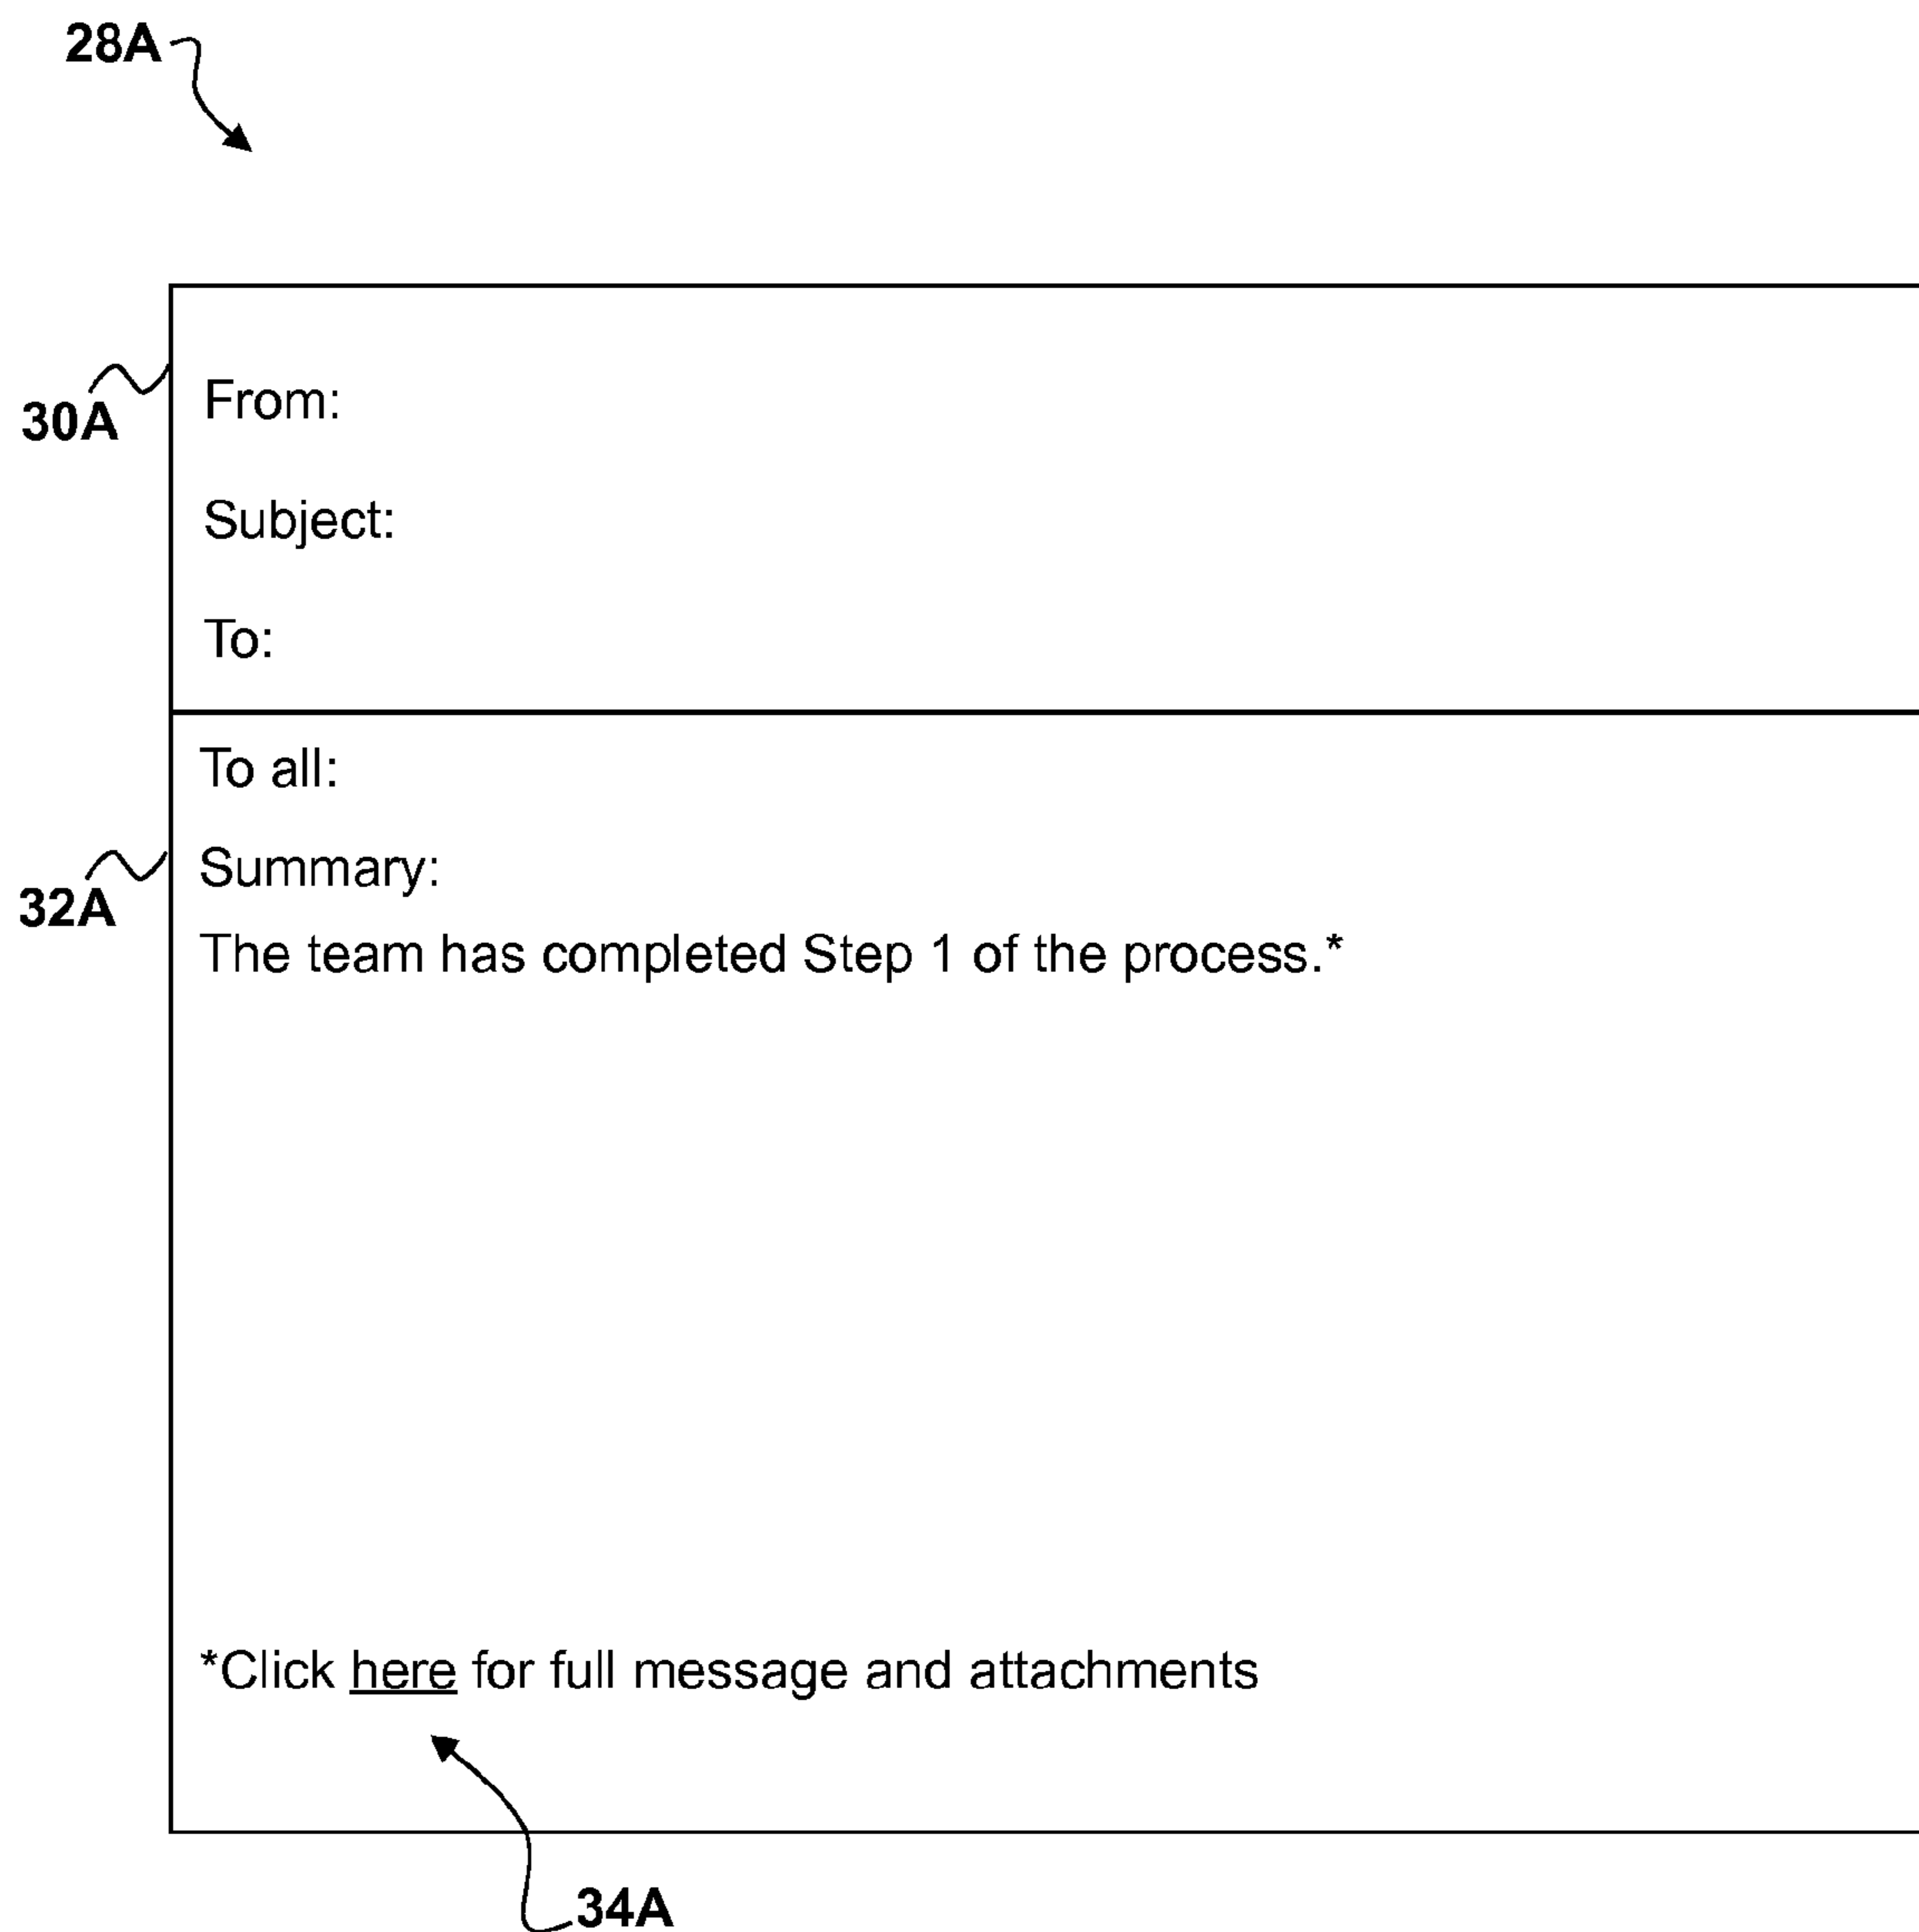 28A
30A
From:
Subject:
To:
To all:
32A
Summary:
The team has completed Step 1 of the process.*
*Click here for full message and attachments
34A